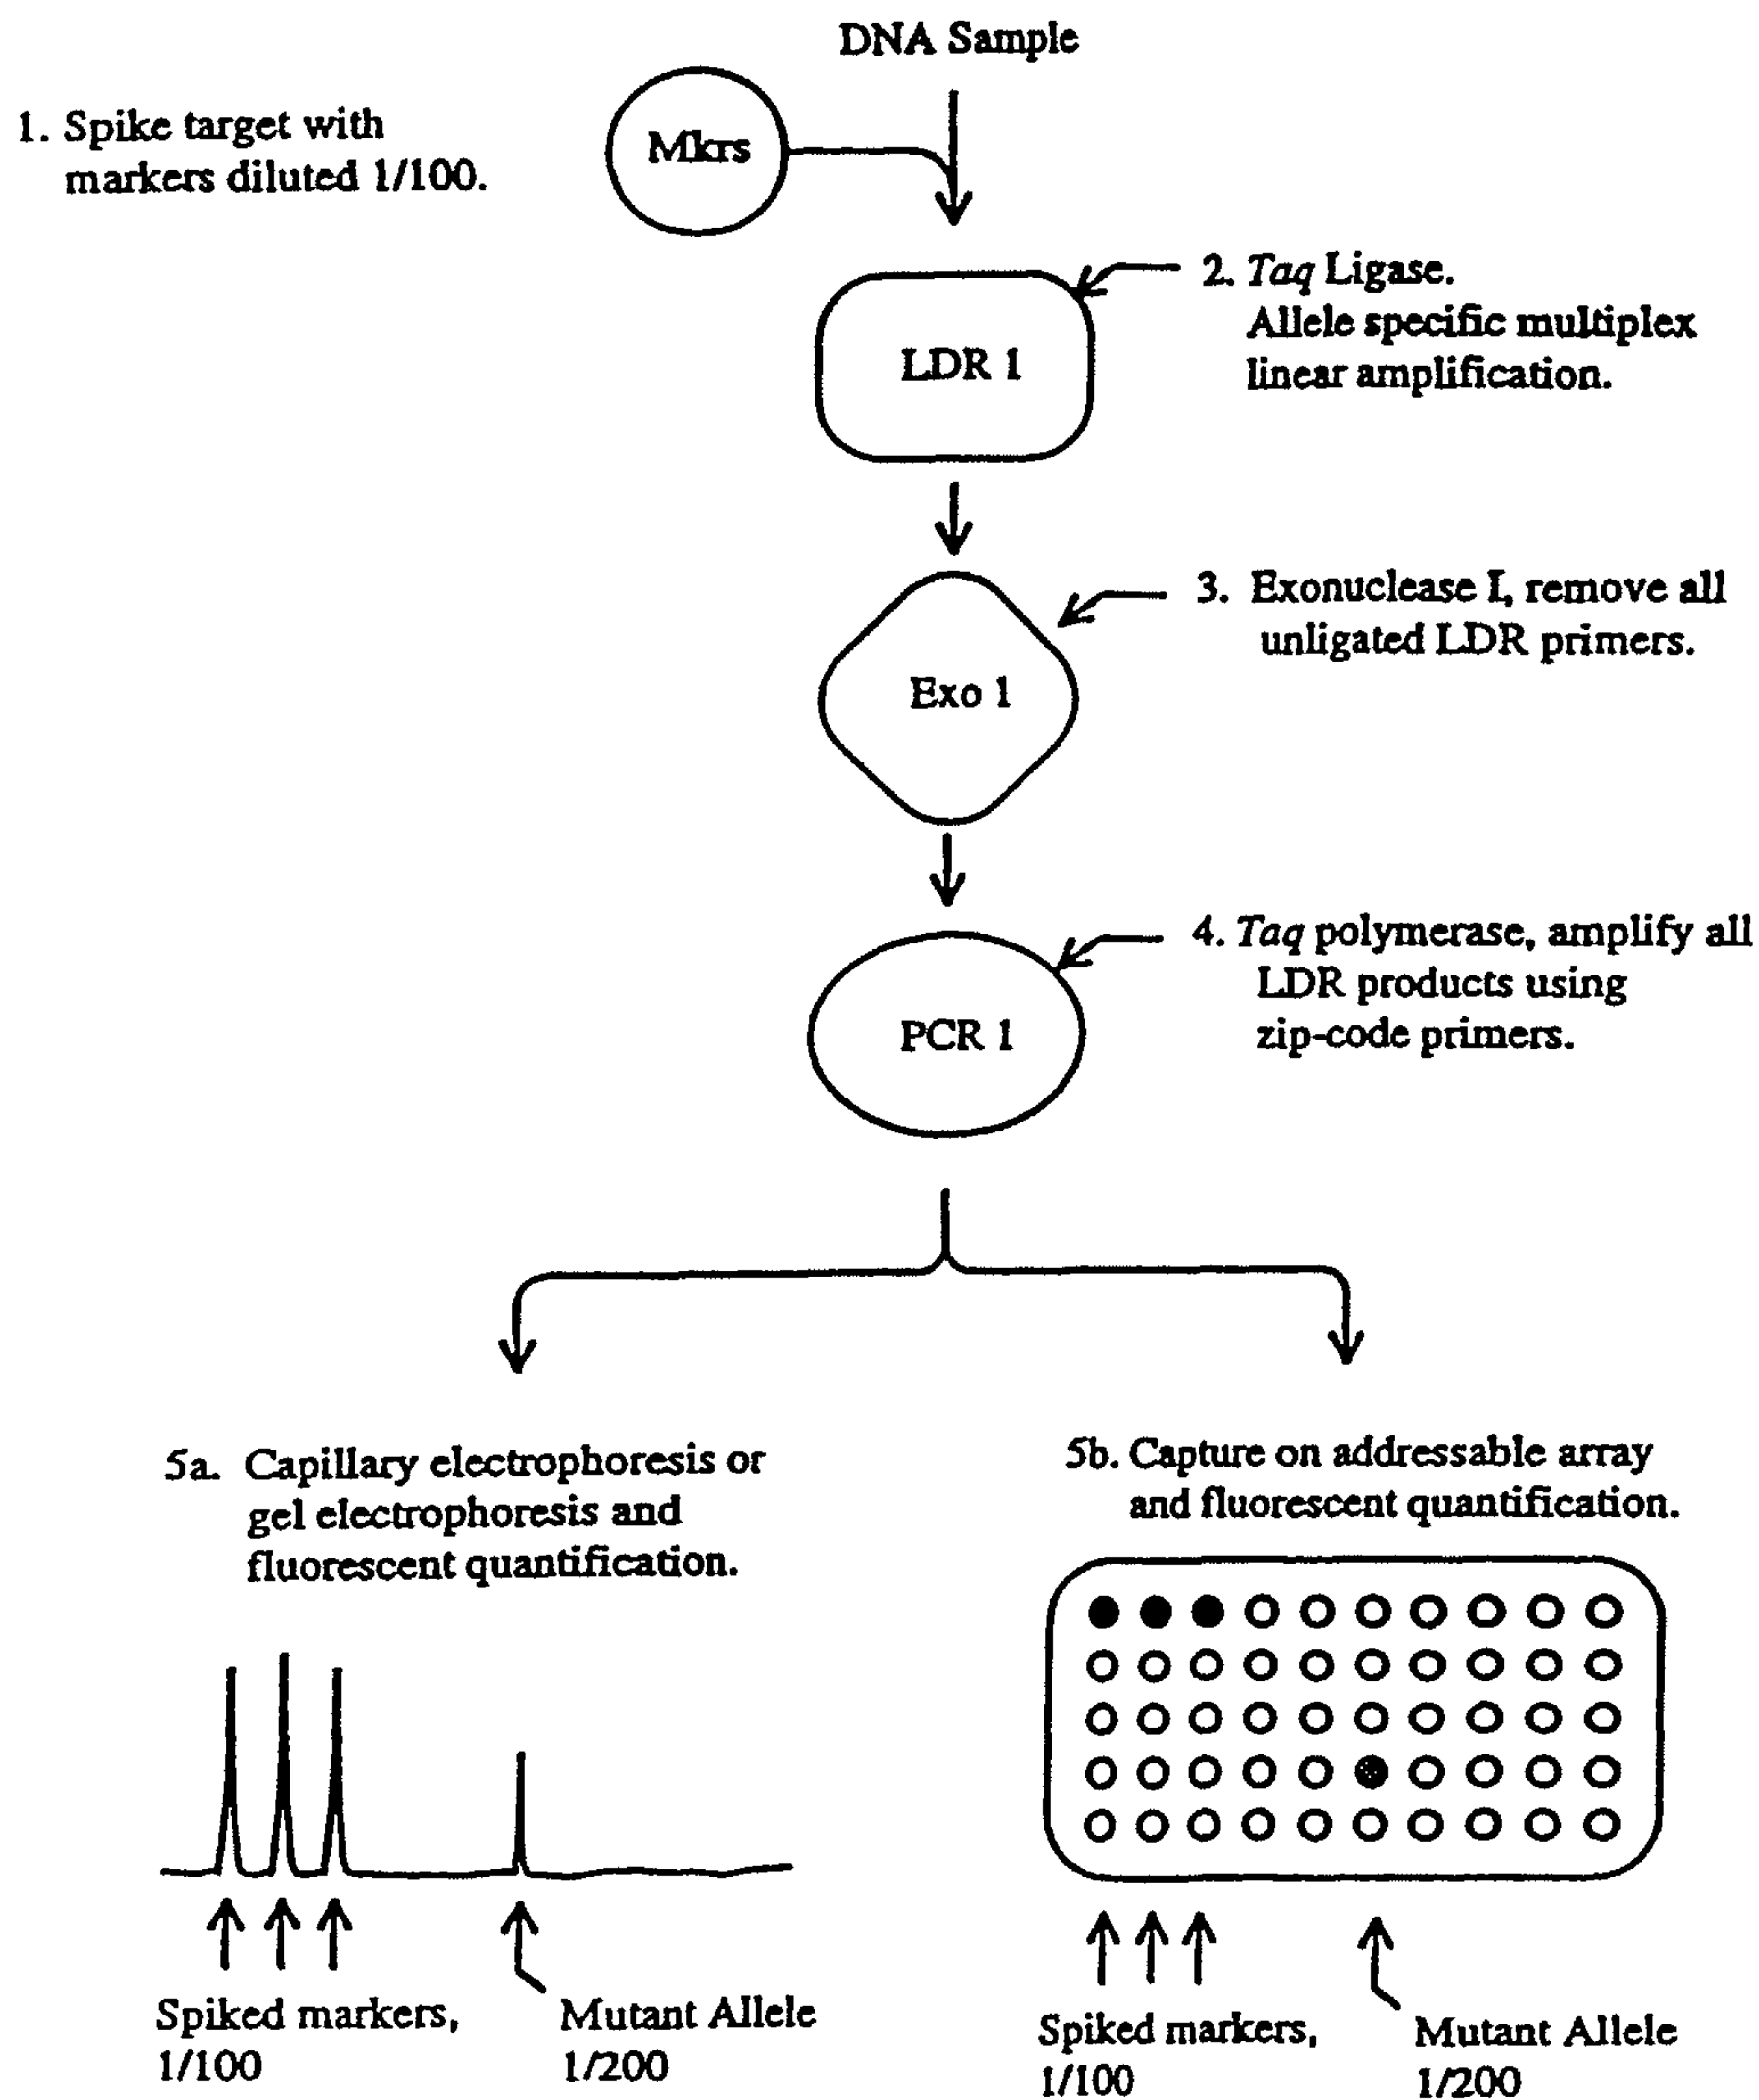 DNA Sample
1. Spike target with
markers diluted 1/100.
Mkrs
2. Taq Ligase.
Allele specific multiplex
linear amplification.
LDR 1
3. Exonuclease I, remove all
unligated LDR primers.
Exo 1
4. Taq polymerase, amplify all
LDR products using
zip-code primers.
PCR 1
5a. Capillary electrophoresis or
gel electrophoresis and
fluorescent quantification.
5b. Capture on addressable array
and fluorescent quantification.
Spiked markers,
1/100
Mutant Allele
1/200
Spiked markers,
1/100
Mutant Allele
1/200